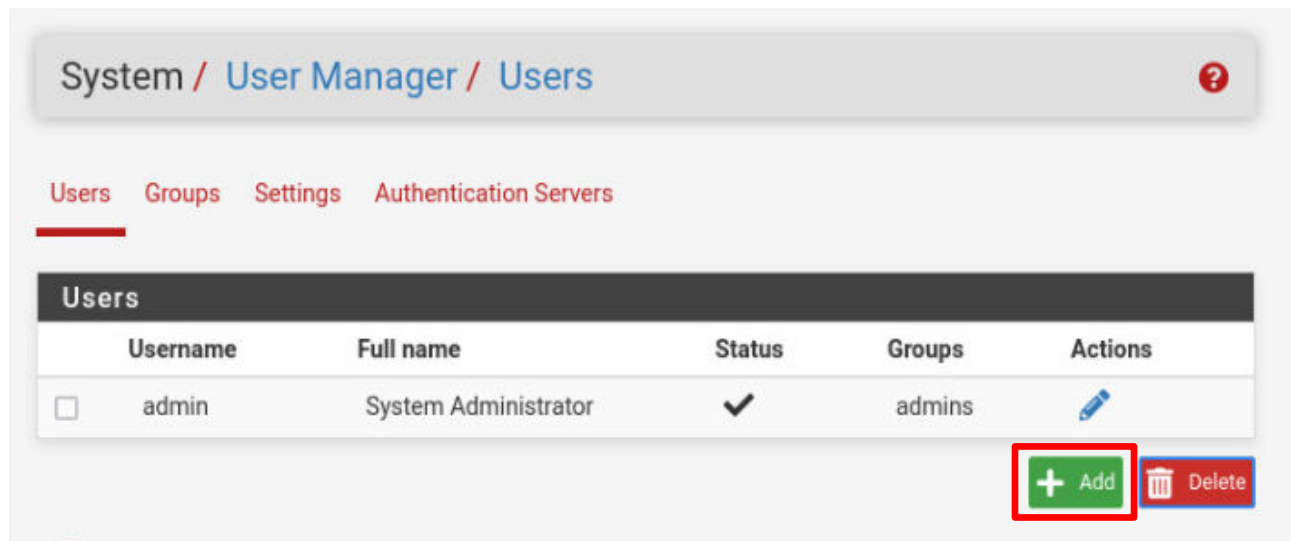 System / User Manager / Users
Users Groups Settings Authentication Servers
Users
Username Full name Status Groups Actions
admin System Administrator admins
Add Delete